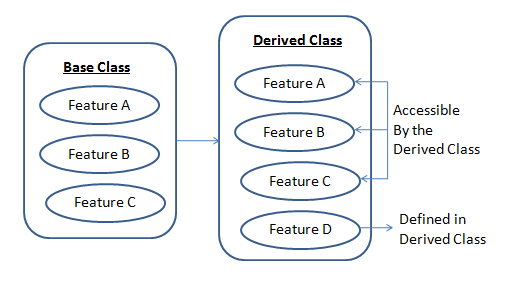 Base Class
Feature A
Feature B
Feature C
Derived Class
Feature A
Feature B
Feature C
Feature D
Accessible
By the
Derived Class
Defined in
Derived Class